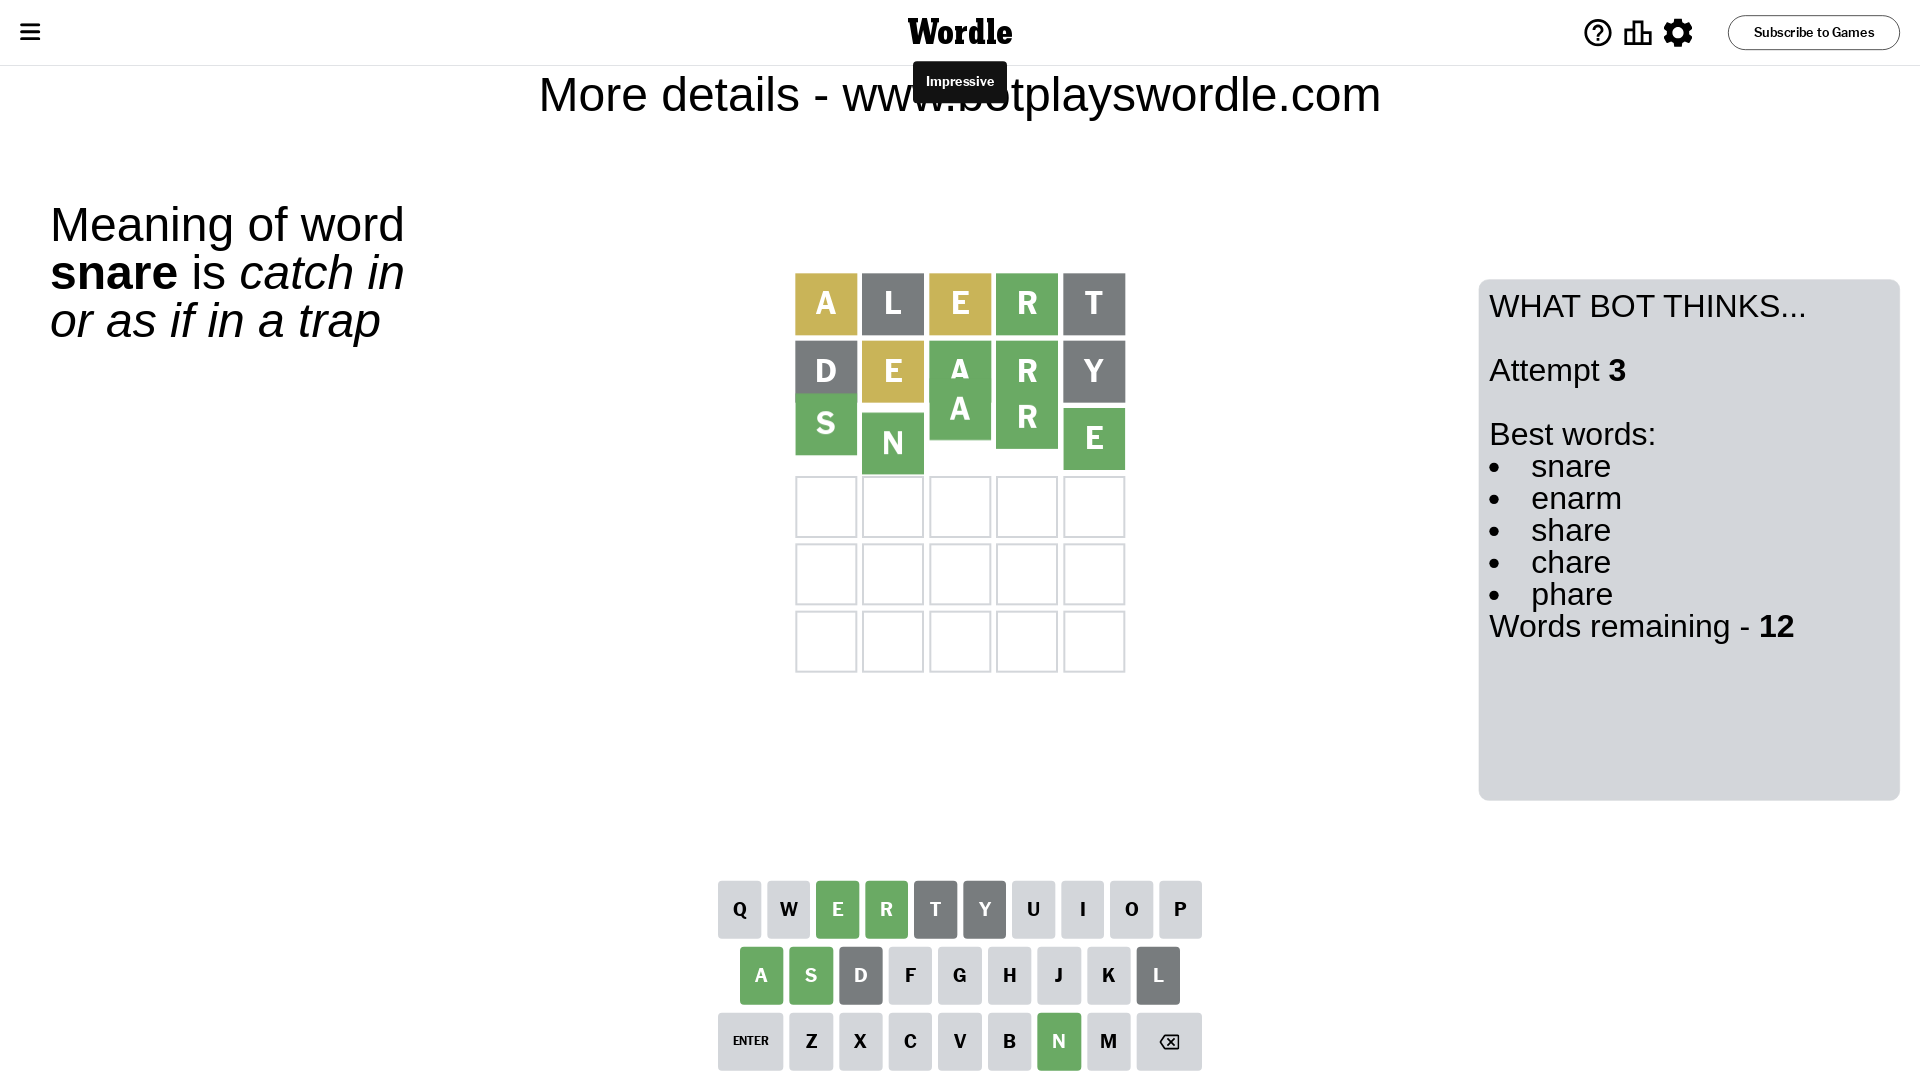 Wordle
Subscribe to Games
Impressive
More details - www.botplayswordle.com
Meaning of word
snare is catch in
or as if in a trap
A L E R T
D E A R Y
S N A R E
WHAT BOT THINKS...
Attempt 3
Best words:
• snare
• enarm
• share
• chare
• phare
Words remaining - 12
Q W E R T Y U I O P
A S D F G H J K L
ENTER Z X C V B N M